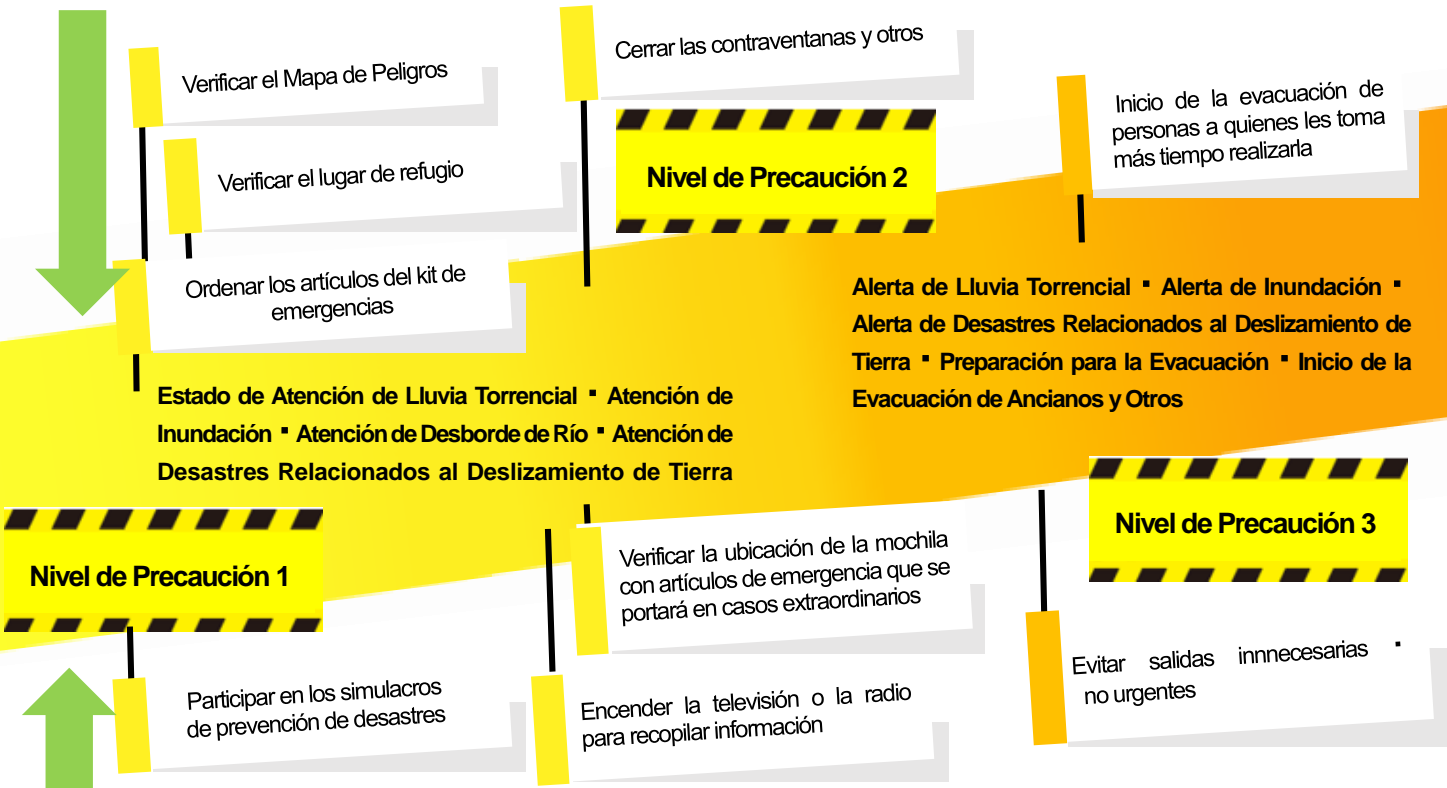 Verificar el Mapa de Peligros
Verificar el lugar de refugio
Ordenar los artículos del kit de
emergencias
Cerrar las contraventanas y otros
Nivel de Precaución 2
Inicio de la evacuación de
personas a quienes les toma
más tiempo realizarla
Alerta de Lluvia Torrencial ▪ Alerta de Inundación ▪
Alerta de Desastres Relacionados al Deslizamiento de
Tierra ▪ Preparación para la Evacuación ▪ Inicio de la
Evacuación de Ancianos y Otros
Estado de Atención de Lluvia Torrencial ▪ Atención de
Inundación ▪ Atención de Desborde de Río ▪ Atención de
Desastres Relacionados al Deslizamiento de Tierra
Nivel de Precaución 1
Verificar la ubicación de la mochila
con artículos de emergencia que se
portará en casos extraordinarios
Nivel de Precaución 3
Participar en los simulacros
de prevención de desastres
Encender la televisión o la radio
para recopilar información
Evitar salidas innnecesarias ▪
no urgentes